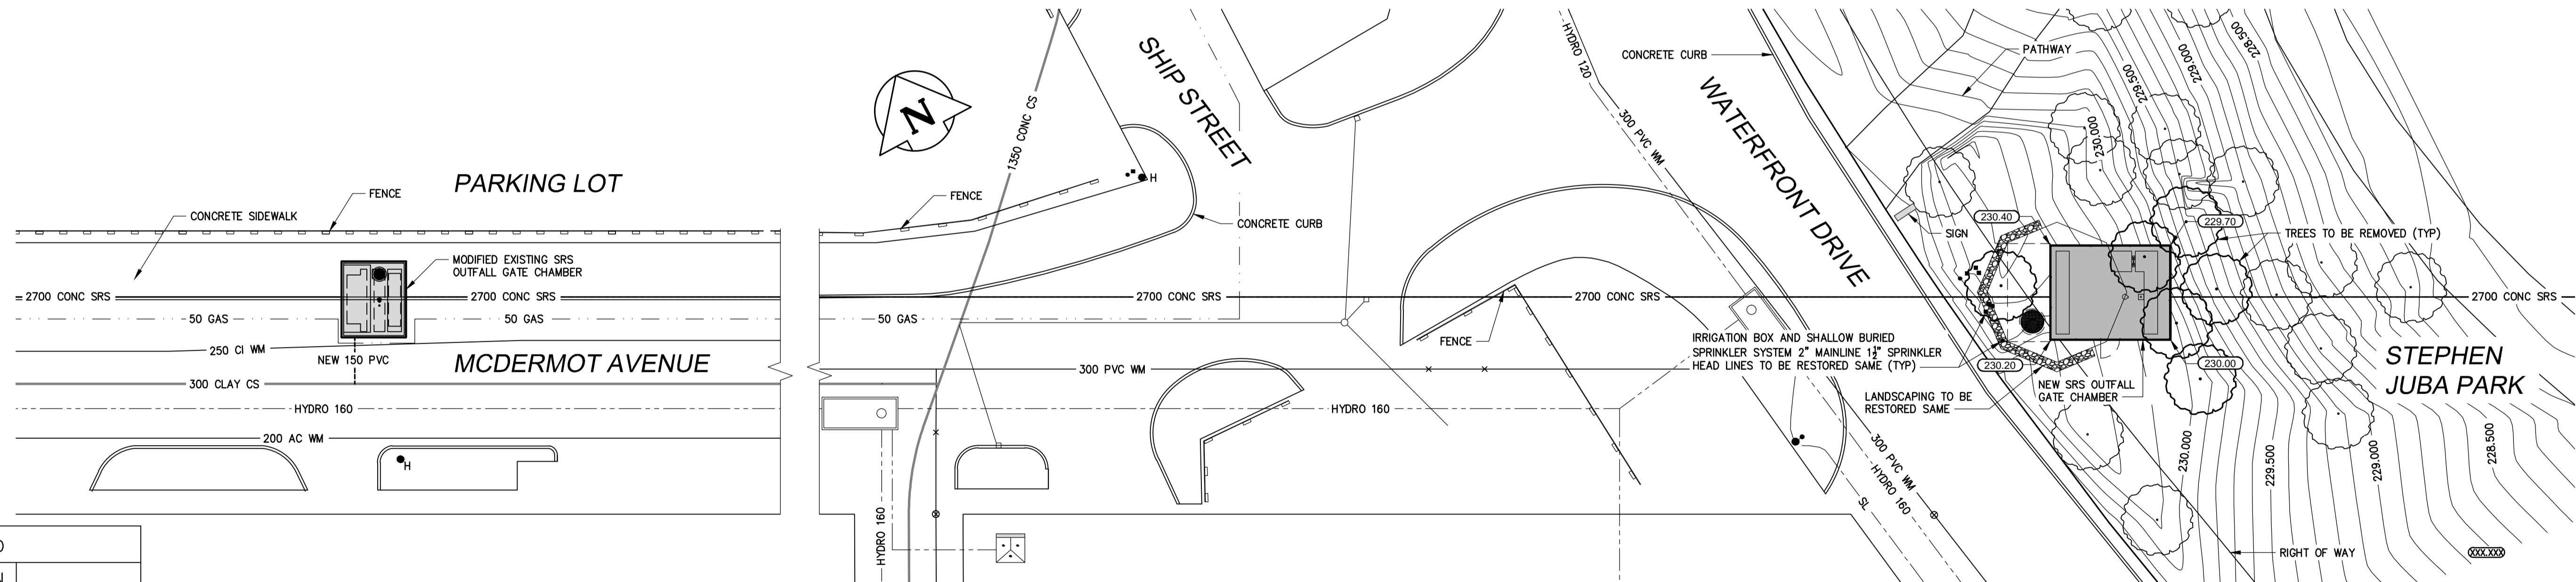 PARKING LOT
FENCE
CONCRETE SIDEWALK
MODIFIED EXISTING SRS
OUTFALL GATE CHAMBER
2700 CONC SRS
2700 CONC SRS
50 GAS
50 GAS
250 CI WM
NEW 150 PVC
MCDERMOT AVENUE
300 CLAY CS
HYDRO 160
200 AC WM
H
N
1350 CONC CS
SHIP STREET
H
FENCE
CONCRETE CURB
2700 CONC SRS
50 GAS
300 PVC WM
FENCE
HYDRO 160
HYDRO 160
HYDRO 120
300 PVC WM
CONCRETE CURB
WATERFRONT DRIVE
2700 CONC SRS
IRRIGATION BOX AND SHALLOW BURIED
SPRINKLER SYSTEM 2" MAINLINE 1½" SPRINKLER
HEAD LINES TO BE RESTORED SAME (TYP)
LANDSCAPING TO BE
RESTORED SAME
300 PVC WM
HYDRO 160
SL
PATHWAY
228.500
229.000
229.500
230.000
230.40
SIGN
229.70
TREES TO BE REMOVED (TYP)
2700 CONC SRS
230.20
230.00
NEW SRS OUTFALL
GATE CHAMBER
STEPHEN
JUBA PARK
230.000
229.500
229.000
228.500
RIGHT OF WAY
XXX.XXX